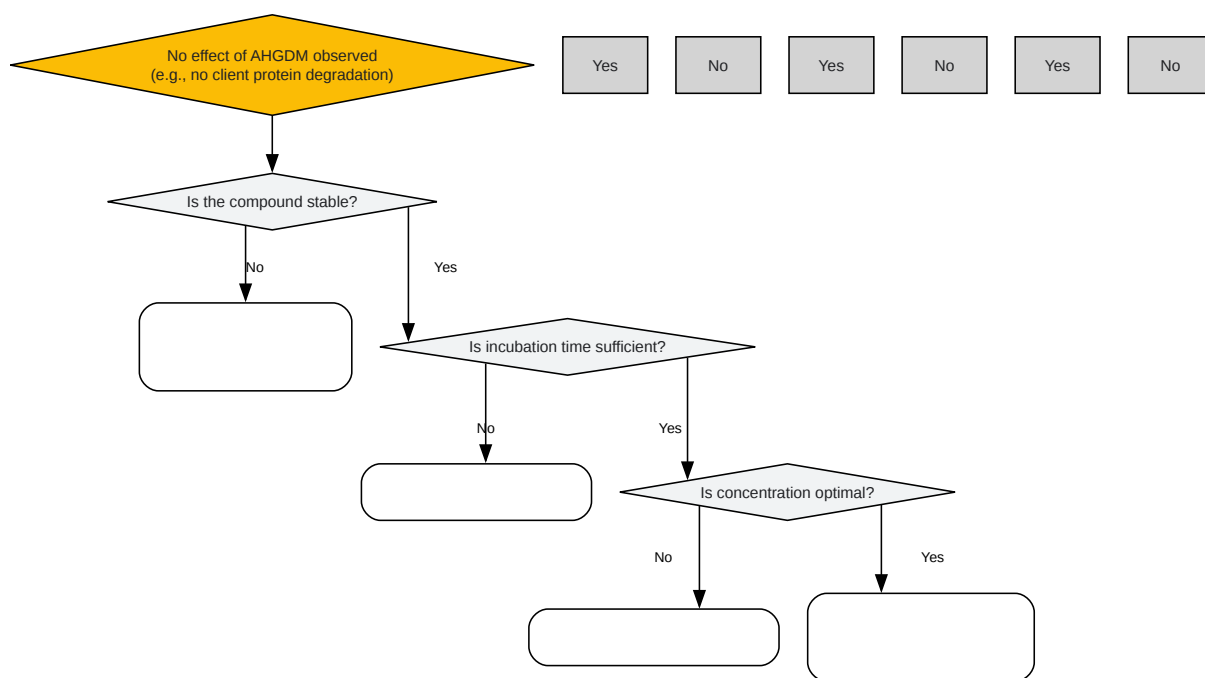 No effect of AHGDM observed
(e.g., no client protein degradation)
Yes
No
Yes
No
Yes
No
Is the compound stable?
No
Yes
Is incubation time sufficient?
No
Yes
Is concentration optimal?
No
Yes